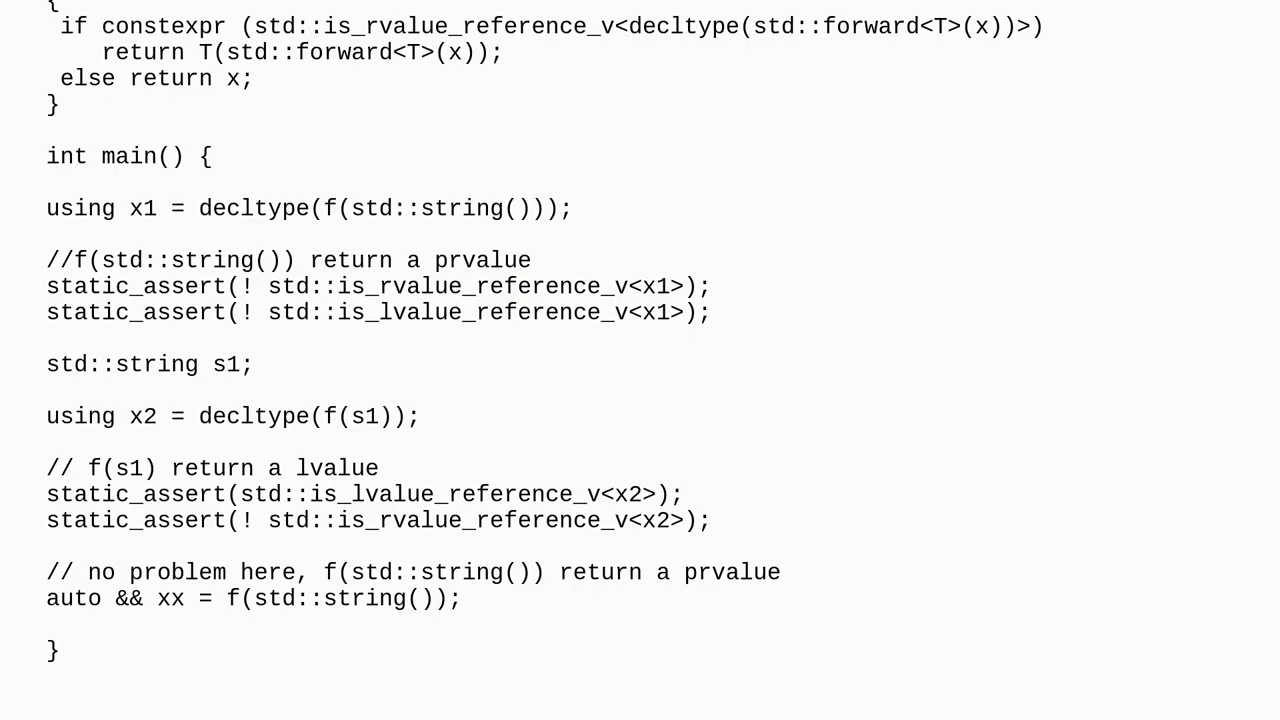 {
 if constexpr (std::is_rvalue_reference_v<decltype(std::forward<T>(x))>)
    return T(std::forward<T>(x));
 else return x;
}

int main() {

using x1 = decltype(f(std::string()));

//f(std::string()) return a prvalue
static_assert(! std::is_rvalue_reference_v<x1>);
static_assert(! std::is_lvalue_reference_v<x1>);

std::string s1;

using x2 = decltype(f(s1));

// f(s1) return a lvalue
static_assert(std::is_lvalue_reference_v<x2>);
static_assert(! std::is_rvalue_reference_v<x2>);

// no problem here, f(std::string()) return a prvalue
auto && xx = f(std::string());

}